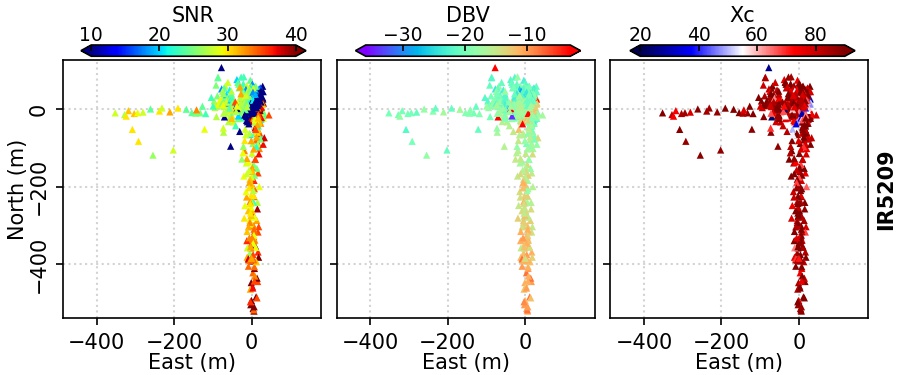 SNR DBV Xc
10 20 30 40 −30 −20 −10 20 40 60 80
North (m)
0
−200
−400
−400 −200 0 −400 −200 0 −400 −200 0
East (m) East (m) East (m)
IR5209